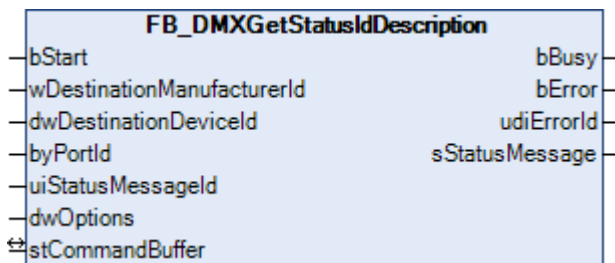 FB_DMXGetStatusIdDescription
bStart bBusy
wDestinationManufacturerId bError
dwDestinationDeviceId udiErrorId
byPortId sStatusMessage
uiStatusMessageId
dwOptions
stCommandBuffer